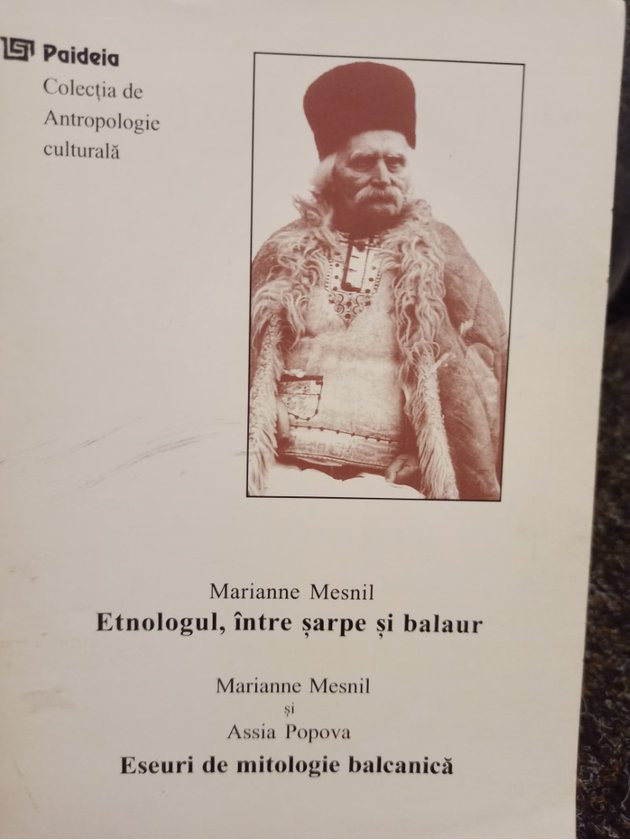 Paideia
Colecția de
Antropologie
culturală
Marianne Mesnil
Etnologul, între șarpe și balaur
Marianne Mesnil
și
Assia Popova
Eseuri de mitologie balcanică